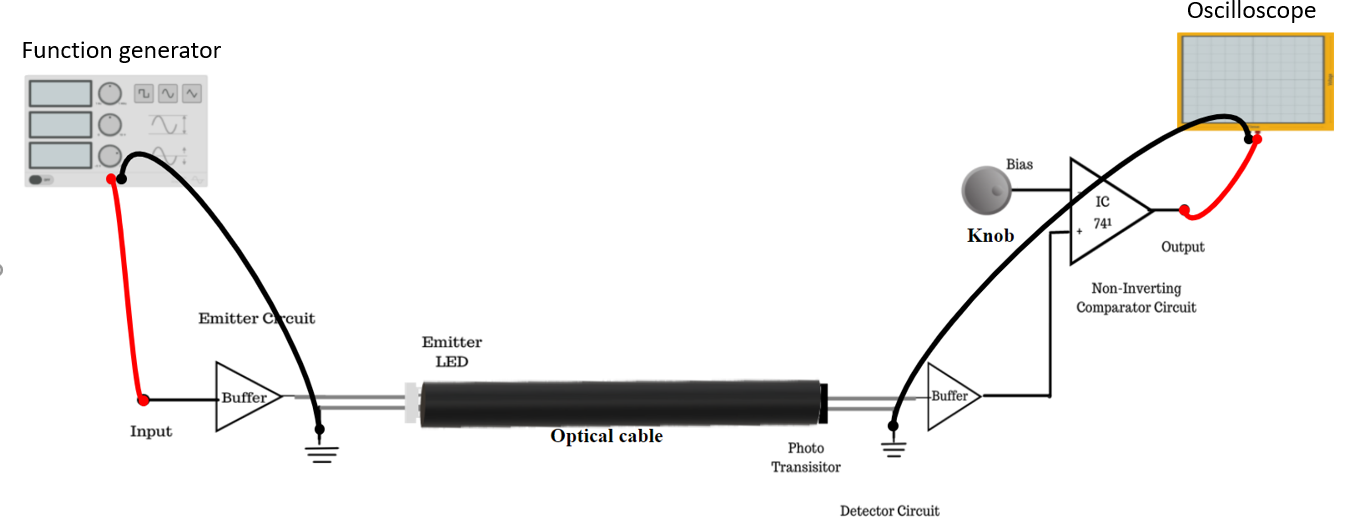 Oscilloscope
Function generator
Bias
IC
741
-
+
Knob
Output
Non-Inverting
Comparator Circuit
Emitter Circuit
Emitter
LED
Buffer
Buffer
Input
Optical cable
Photo
Transisitor
Detector Circuit